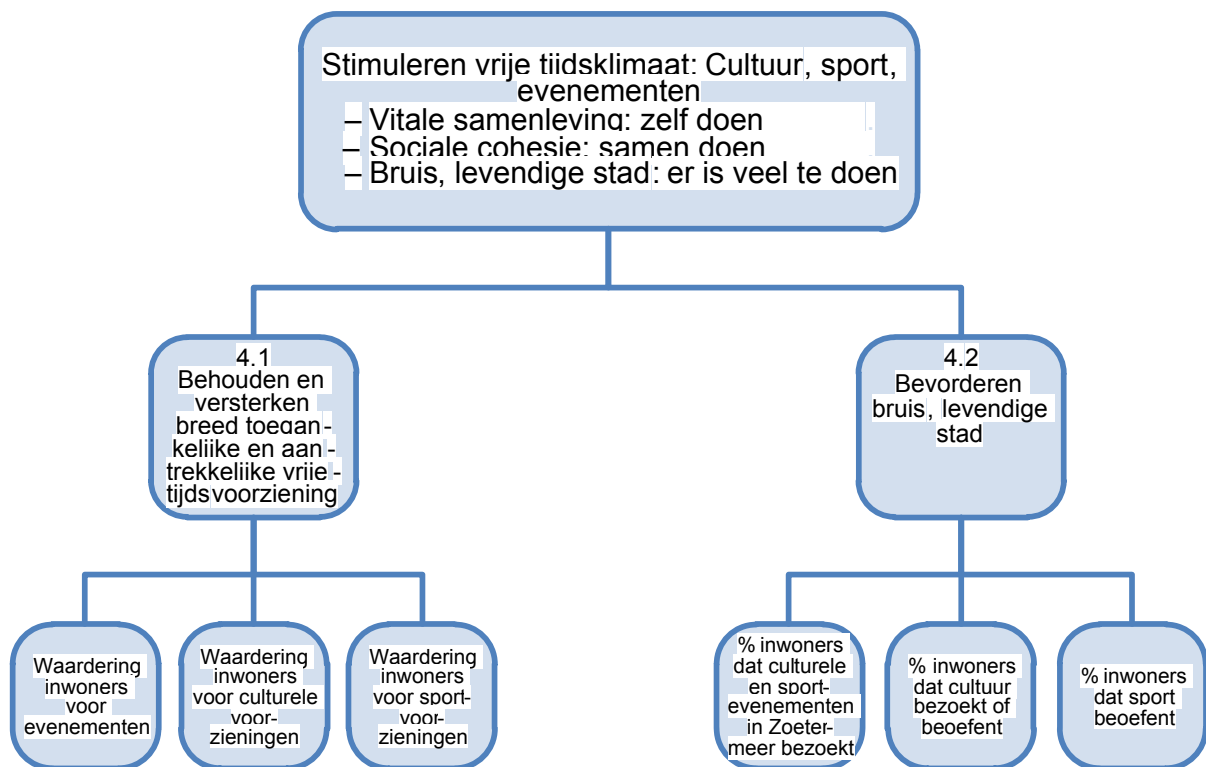 Stimuleren vrije tijdsklimaat: Cultuur, sport,
evenementen
– Vitale samenleving: zelf doen
– Sociale cohesie: samen doen
– Bruis, levendige stad: er is veel te doen
4.1
Behouden en
versterken
breed toegan-
kelijke en aan-
trekkelijke vrije-
tijdsvoorziening
4.2
Bevorderen
bruis, levendige
stad
Waardering
inwoners
voor
evenementen
Waardering
inwoners
voor culturele
voor-
zieningen
Waardering
inwoners
voor sport-
voor-
zieningen
% inwoners
dat culturele
en sport-
evenementen
in Zoeter-
meer bezoekt
% inwoners
dat cultuur
bezoekt of
beoefent
% inwoners
dat sport
beoefent